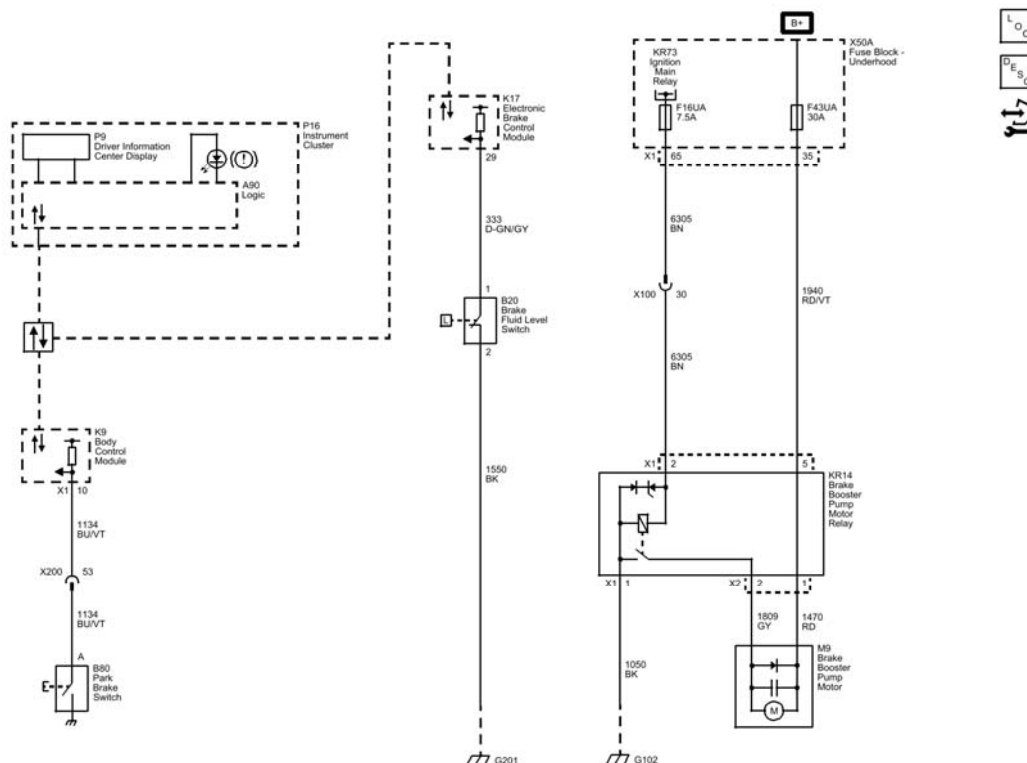 B+
L
O
C
D
E
S
C
X50A
Fuse Block -
Underhood
KR73
Ignition
Main
Relay
F16UA
7.5A
F43UA
30A
X1
65
35
K17
Electronic
Brake
Control
Module
29
P16
Instrument
Cluster
P9
Driver Information
Center Display
(!)
A90
Logic
333
D-GN/GY
6305
BN
1940
RD/VT
X100
30
1
B20
Brake
Fluid Level
Switch
L
2
6305
BN
K9
Body
Control
Module
X1
10
1550
BK
X1
2
5
KR14
Brake
Booster
Pump
Motor
Relay
1134
BU/VT
X200
53
1134
BU/VT
X1
1
X2
2
1
1809
GY
1470
RD
A
B80
Park
Brake
Switch
1050
BK
M9
Brake
Booster
Pump
Motor
M
G201
G102